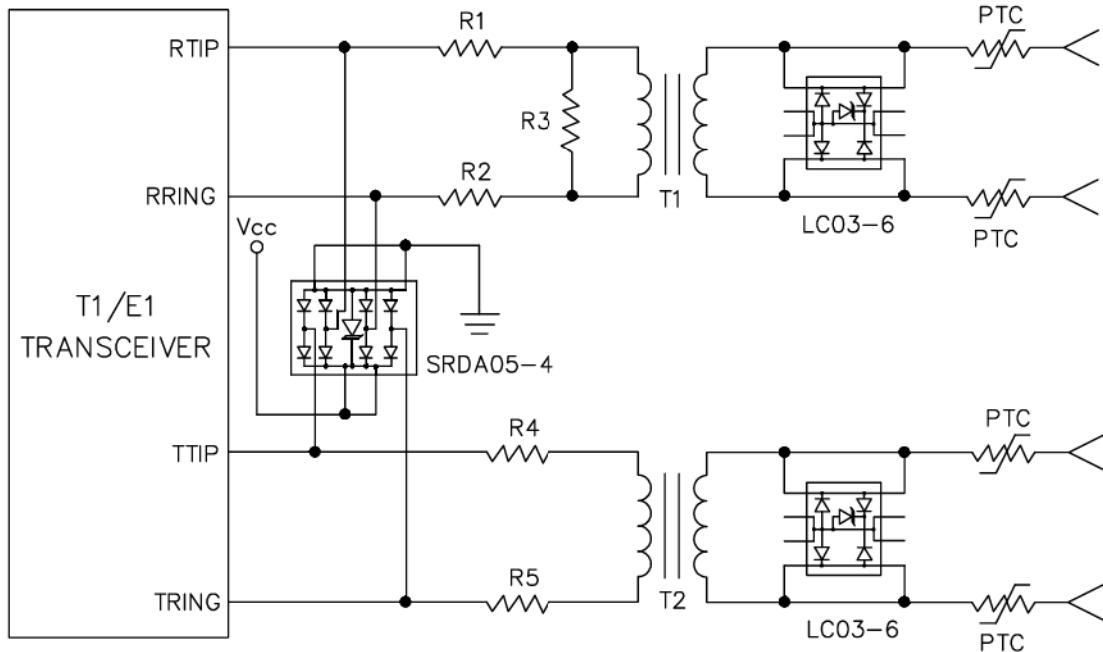 PTC
R1
RTIP
R3
R2
T1
RRING
LC03-6
PTC
Vcc
T1/E1
TRANSCEIVER
SRDA05-4
PTC
R4
TTIP
R5
T2
TRING
LC03-6
PTC